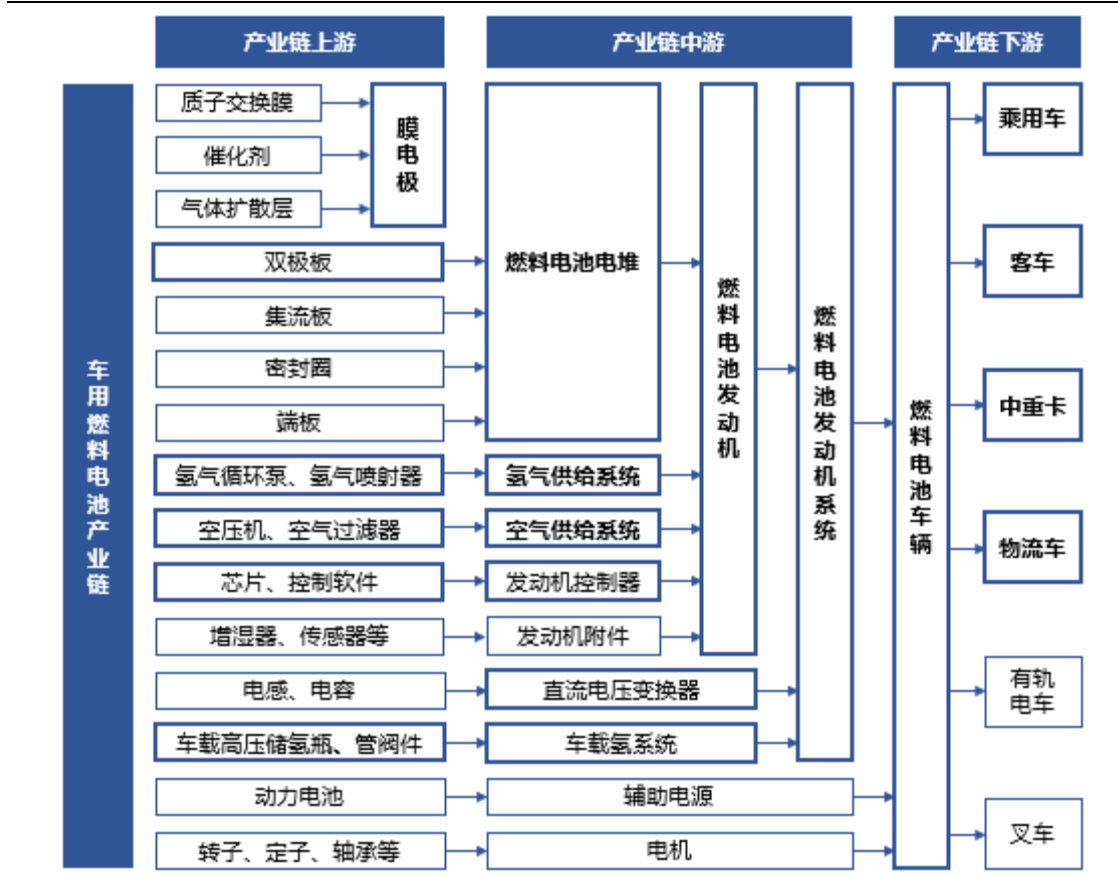 产业链上游
产业链中游
产业链下游
车用燃料电池产业链
质子交换膜
催化剂
气体扩散层
膜电极
双极板
集流板
密封圈
端板
氢气循环泵、氢气喷射器
空压机、空气过滤器
芯片、控制软件
增湿器、传感器等
电感、电容
车载高压储氢瓶、管阀件
动力电池
转子、定子、轴承等
燃料电池电堆
氢气供给系统
空气供给系统
发动机控制器
发动机附件
直流电压变换器
车载氢系统
辅助电源
电机
燃料电池发动机
燃料电池发动机系统
燃料电池车辆
乘用车
客车
中重卡
物流车
有轨
电车
叉车